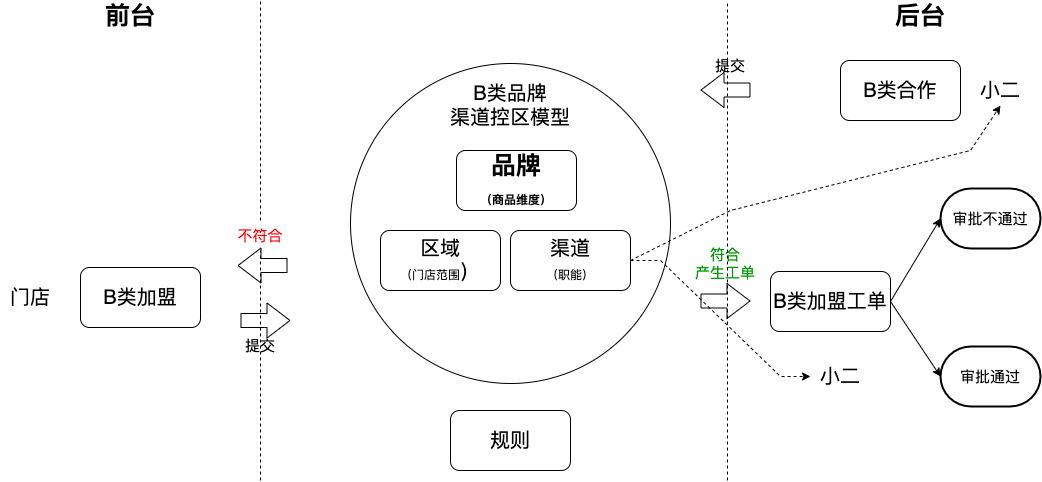 前台
后台
提交
B类合作
小二
B类品牌
渠道控区模型
品牌
(商品维度)
审批不通过
不符合
区域
(门店范围)
渠道
(职能)
符合
产生工单
门店
B类加盟
提交
B类加盟工单
小二
审批通过
规则